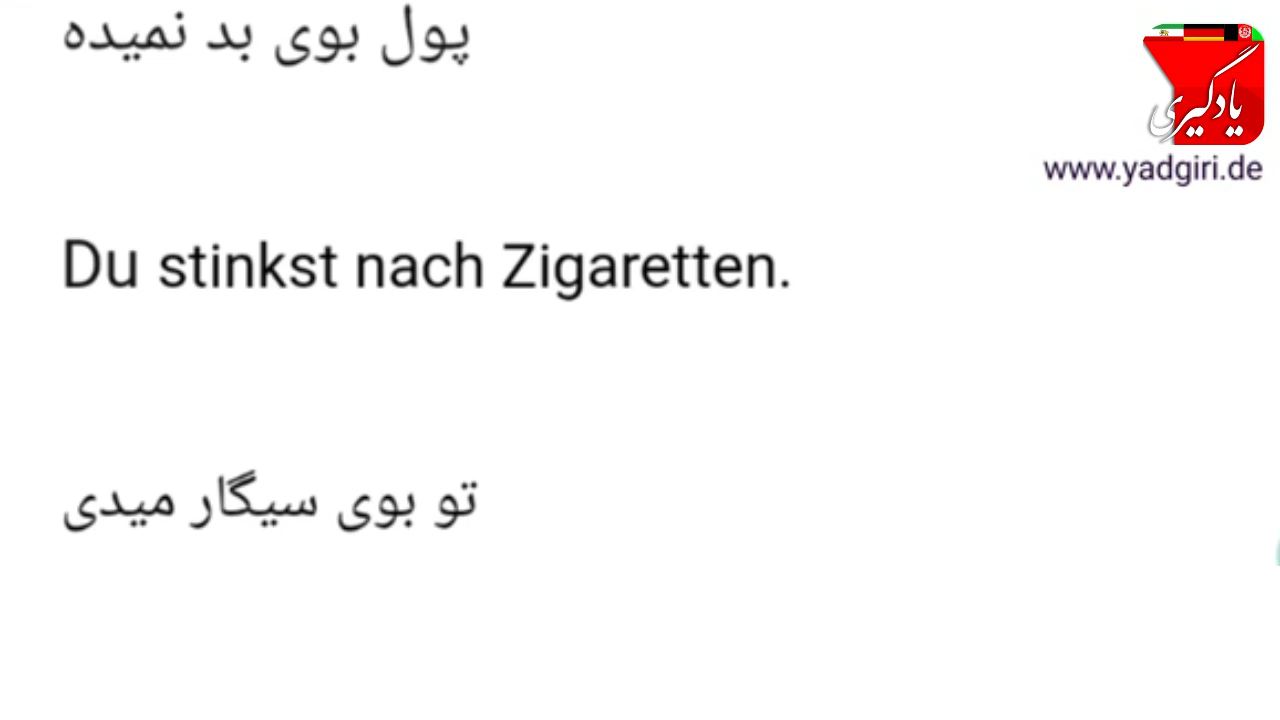 پول بوی بد نمیده
یادگیری
www.yadgiri.de
Du stinkst nach Zigaretten.
تو بوی سیگار میدی